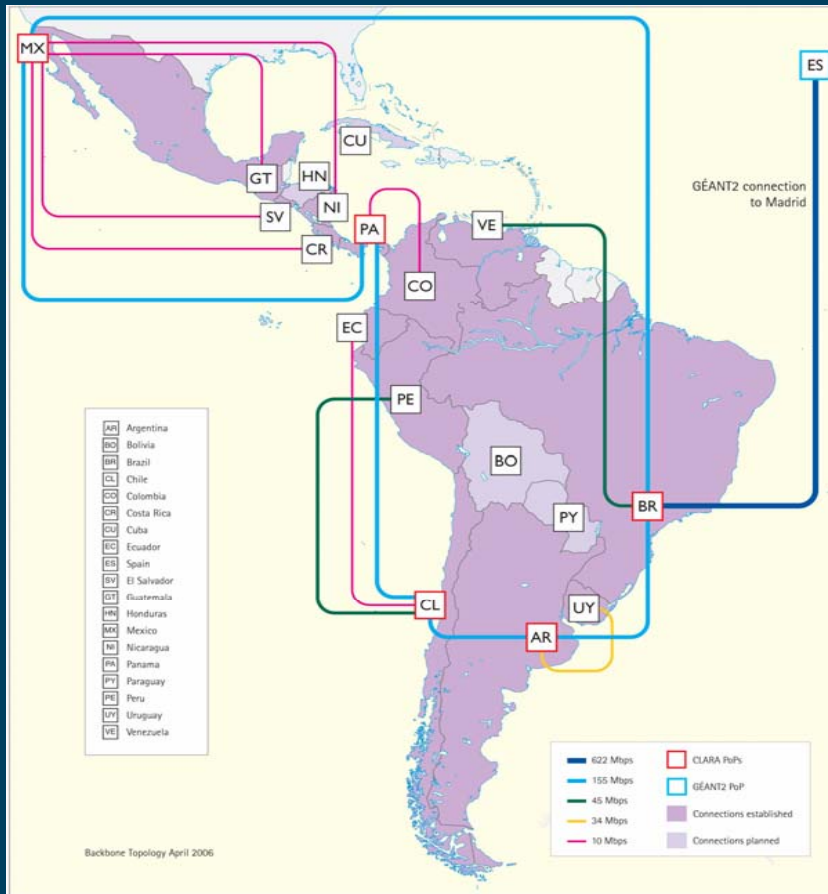 MX
ES
CU
GÉANT2 connection
to Madrid
GT
HN
NI
SV
PA
VE
CR
CO
EC
PE
BO
BR
PY
CL
UY
AR
AR Argentina
BO Bolivia
BR Brazil
CL Chile
CO Colombia
CR Costa Rica
CU Cuba
EC Ecuador
ES Spain
SV El Salvador
GT Guatemala
HN Honduras
MX Mexico
NI Nicaragua
PA Panama
PY Paraguay
PE Peru
UY Uruguay
VE Venezuela
622 Mbps
155 Mbps
45 Mbps
34 Mbps
10 Mbps
CLARA PoPs
GÉANT2 PoP
Connections established
Connections planned
Backbone Topology April 2006